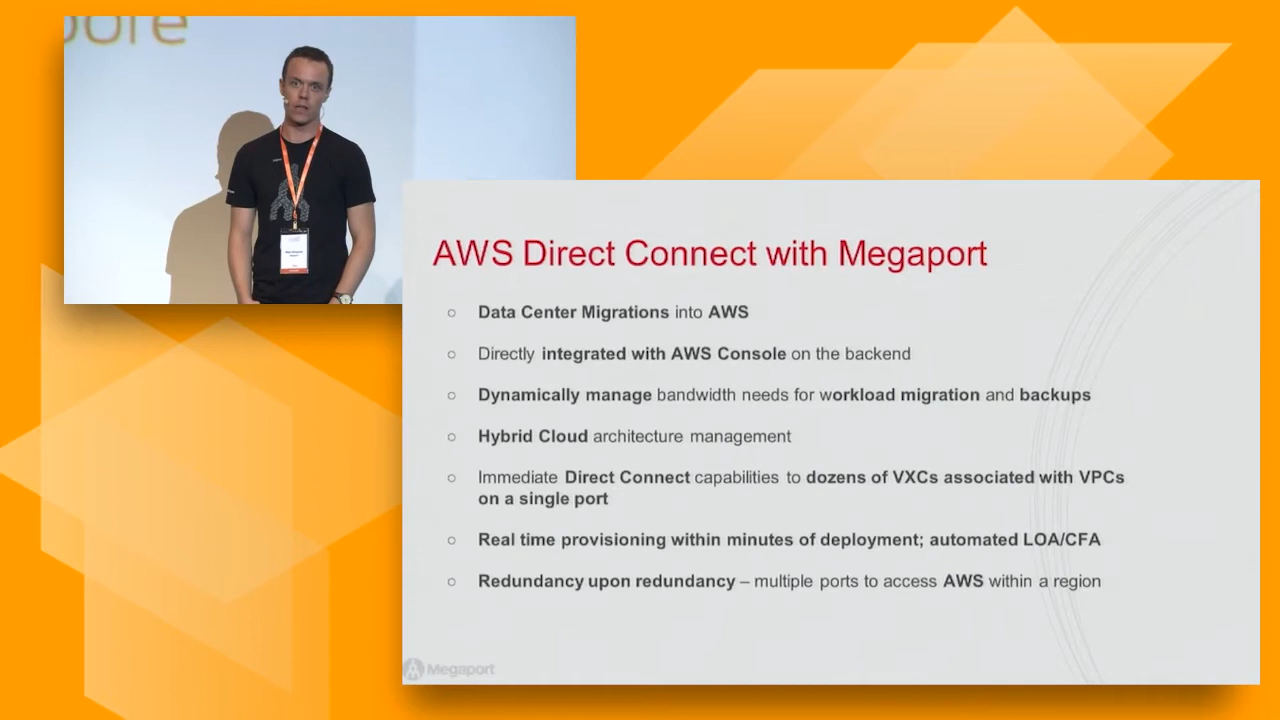 pore
AWS Direct Connect with Megaport
○ Data Center Migrations into AWS
○ Directly integrated with AWS Console on the backend
○ Dynamically manage bandwidth needs for workload migration and backups
○ Hybrid Cloud architecture management
○ Immediate Direct Connect capabilities to dozens of VXCs associated with VPCs
on a single port
○ Real time provisioning within minutes of deployment; automated LOA/CFA
○ Redundancy upon redundancy – multiple ports to access AWS within a region
Megaport